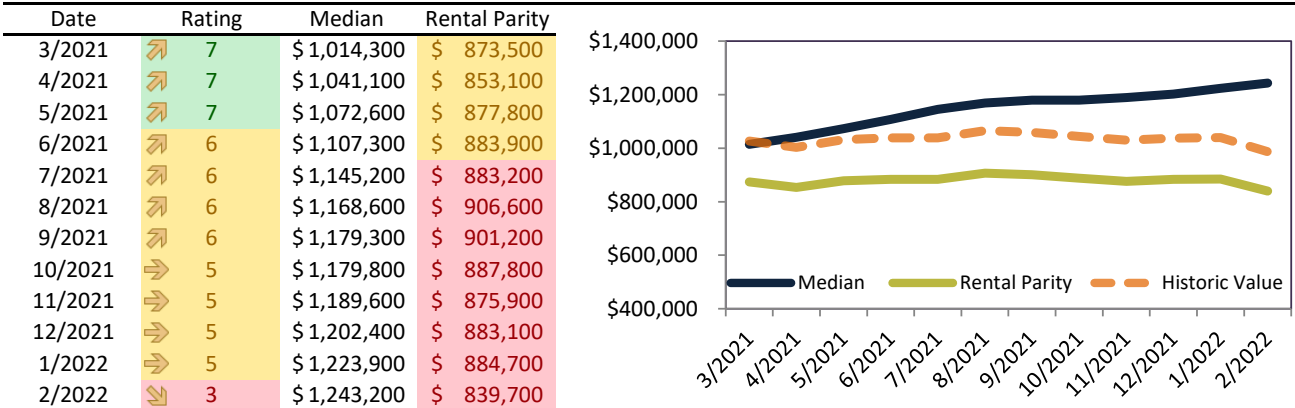 Date Rating Median Rental Parity
3/2021 7 $ 1,014,300 $ 873,500
4/2021 7 $ 1,041,100 $ 853,100
5/2021 7 $ 1,072,600 $ 877,800
6/2021 6 $ 1,107,300 $ 883,900
7/2021 6 $ 1,145,200 $ 883,200
8/2021 6 $ 1,168,600 $ 906,600
9/2021 6 $ 1,179,300 $ 901,200
10/2021 5 $ 1,179,800 $ 887,800
11/2021 5 $ 1,189,600 $ 875,900
12/2021 5 $ 1,202,400 $ 883,100
1/2022 5 $ 1,223,900 $ 884,700
2/2022 3 $ 1,243,200 $ 839,700
$1,400,000
$1,200,000
$1,000,000
$800,000
$600,000
$400,000
Median Rental Parity Historic Value
3/2021 4/2021 5/2021 6/2021 7/2021 8/2021 9/2021 10/2021 11/2021 12/2021 1/2022 2/2022